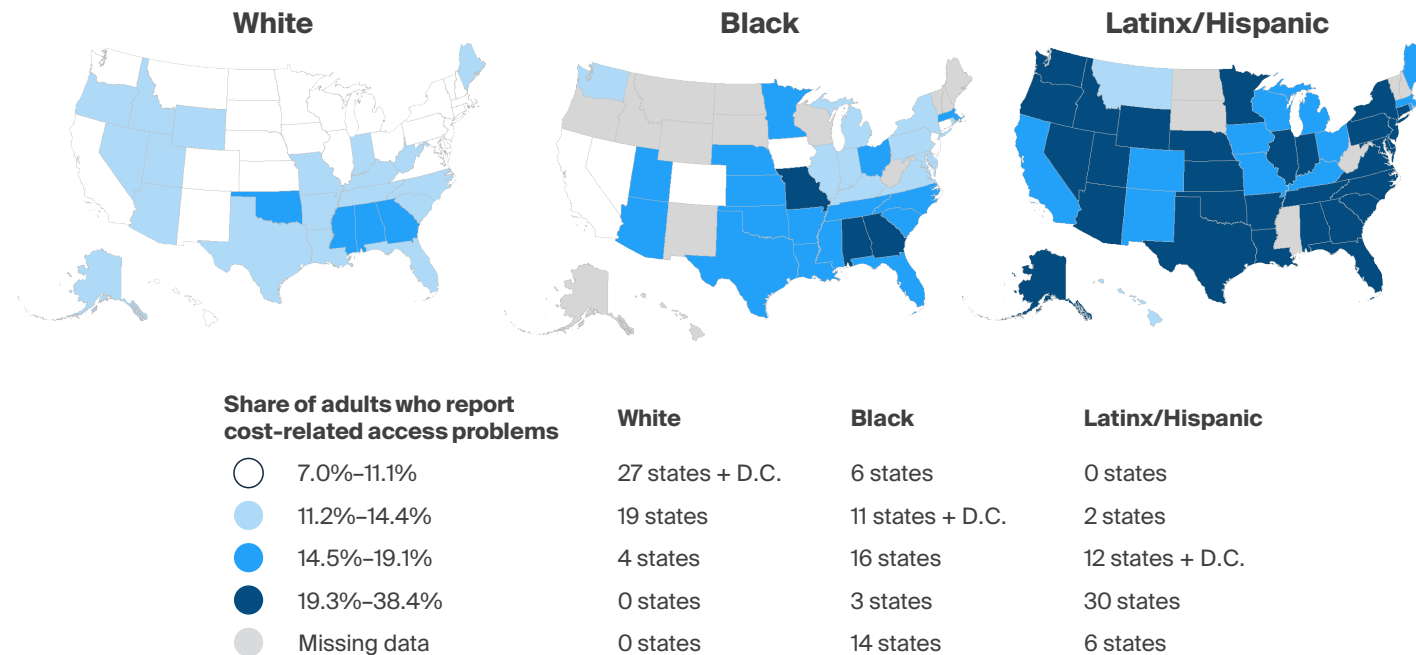 White Black Latinx/Hispanic
Share of adults who report
cost-related access problems White Black Latinx/Hispanic
7.0%–11.1% 27 states + D.C. 6 states 0 states
11.2%–14.4% 19 states 11 states + D.C. 2 states
14.5%–19.1% 4 states 16 states 12 states + D.C.
19.3%–38.4% 0 states 3 states 30 states
Missing data 0 states 14 states 6 states